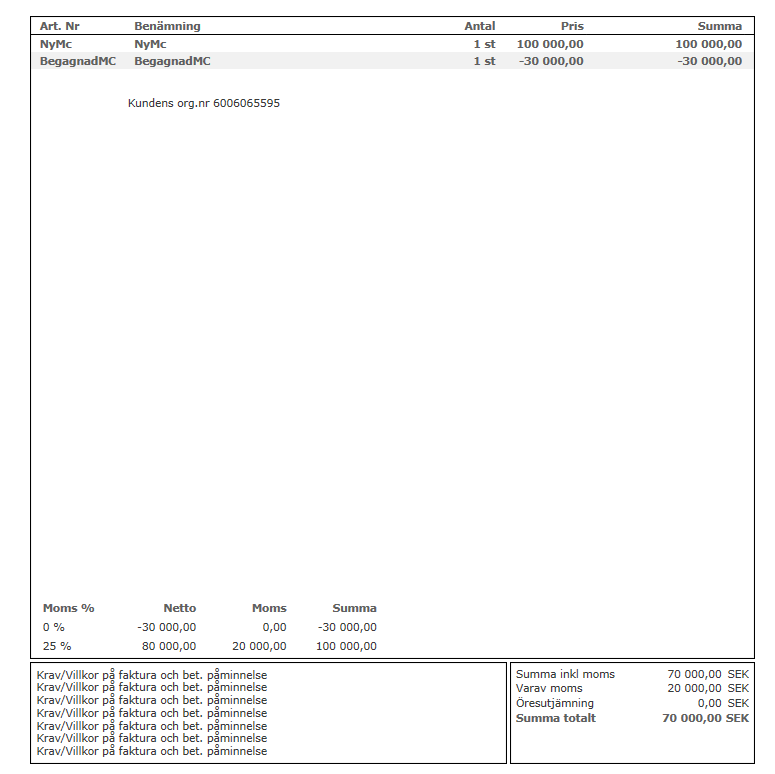 Art. Nr Benämning Antal Pris Summa
NyMc NyMc 1 st 100 000,00 100 000,00
BegagnadMC BegagnadMC 1 st -30 000,00 -30 000,00
Kundens org.nr 6006065595
Moms % Netto Moms Summa
0 % -30 000,00 0,00 -30 000,00
25 % 80 000,00 20 000,00 100 000,00
Krav/Villkor på faktura och bet. påminnelse
Krav/Villkor på faktura och bet. påminnelse
Krav/Villkor på faktura och bet. påminnelse
Krav/Villkor på faktura och bet. påminnelse
Krav/Villkor på faktura och bet. påminnelse
Krav/Villkor på faktura och bet. påminnelse
Krav/Villkor på faktura och bet. påminnelse
Summa inkl moms 70 000,00 SEK
Varav moms 20 000,00 SEK
Öresutjämning 0,00 SEK
Summa totalt 70 000,00 SEK